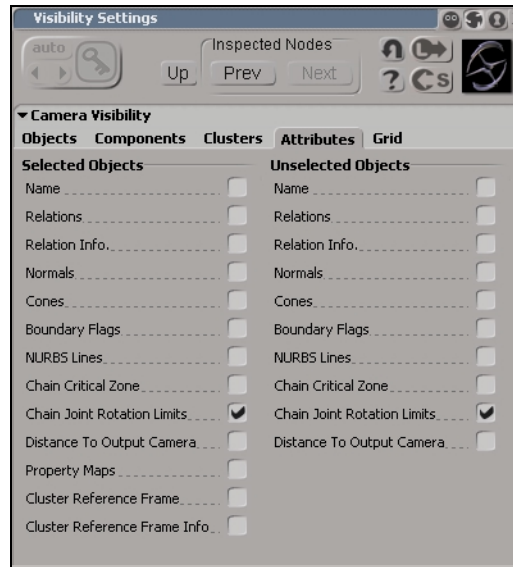 Visibility Settings
auto
Inspected Nodes
Up
Prev
Next
?
S
Camera Visibility
Objects Components Clusters Attributes Grid
Selected Objects
Name
Relations
Relation Info.
Normals
Cones
Boundary Flags
NURBS Lines
Chain Critical Zone
Chain Joint Rotation Limits
Distance To Output Camera
Property Maps
Cluster Reference Frame
Cluster Reference Frame Info
Unselected Objects
Name
Relations
Relation Info.
Normals
Cones
Boundary Flags
NURBS Lines
Chain Critical Zone
Chain Joint Rotation Limits
Distance To Output Camera